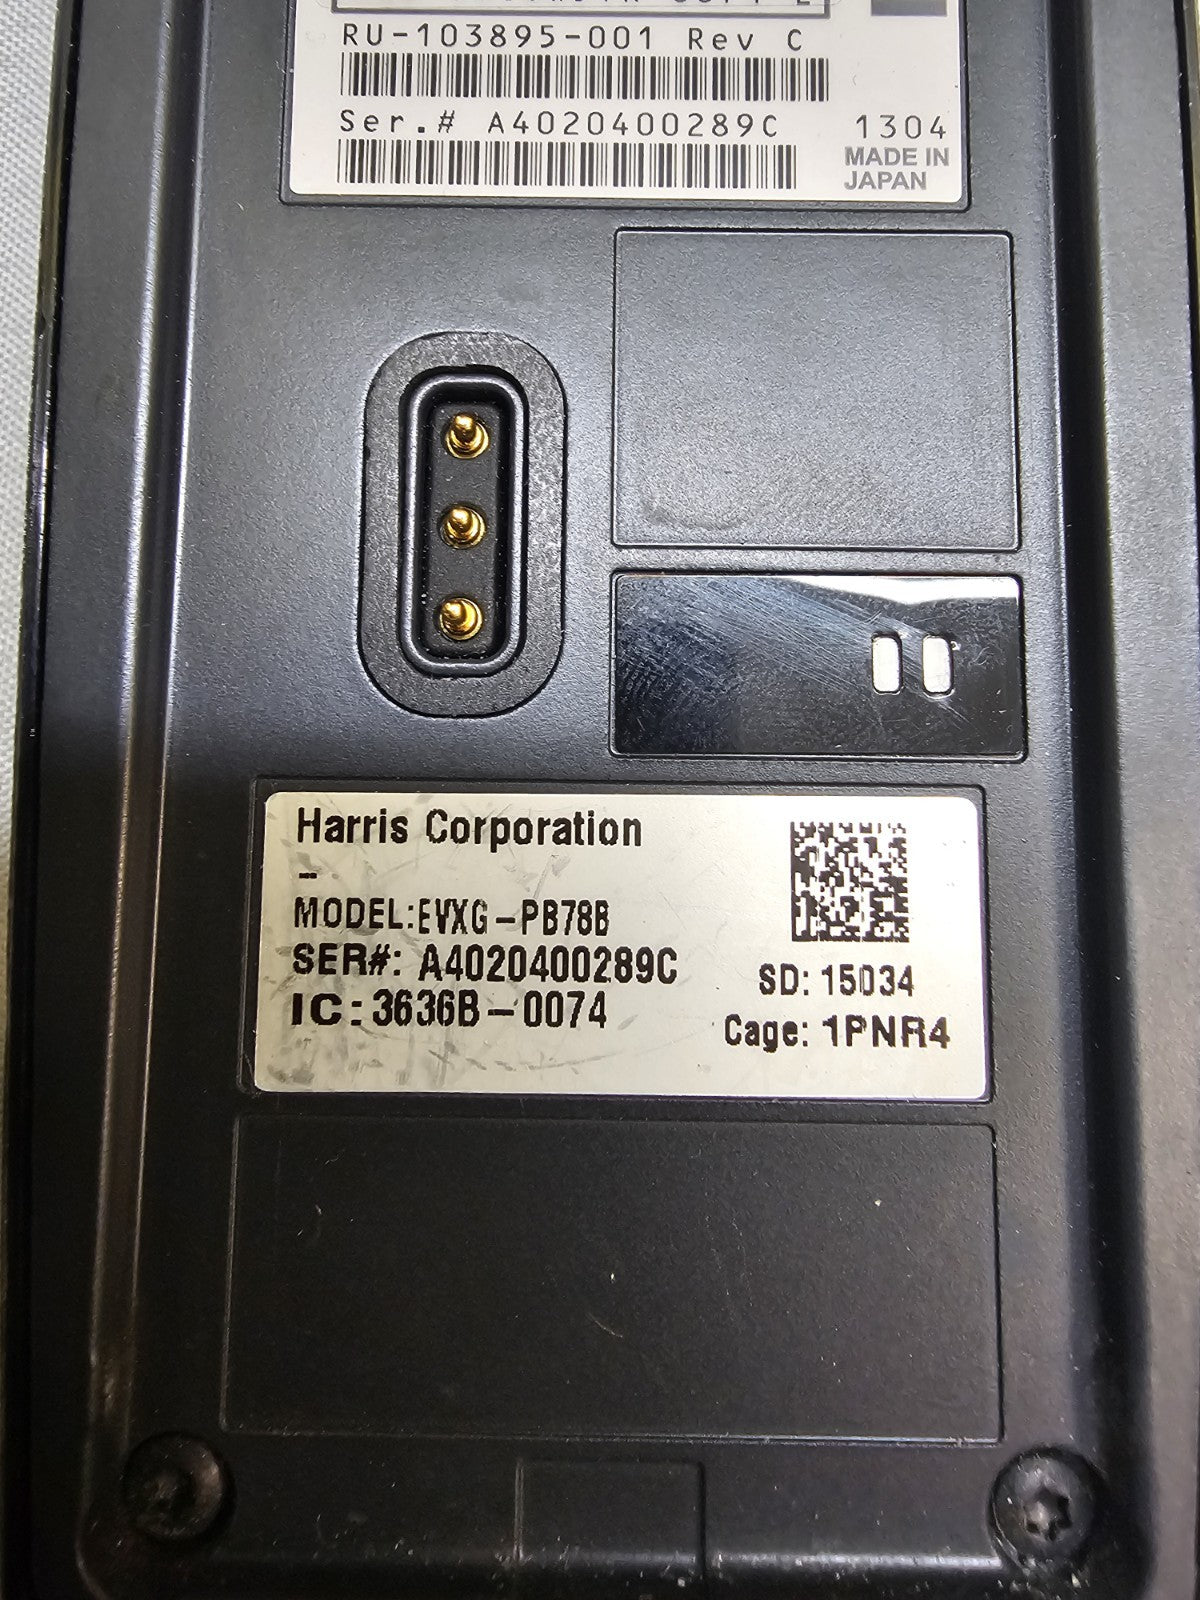 RU-103895-001 Rev C
Ser.# A4020400289C 1304
MADE IN
JAPAN
Harris Corporation
-
MODEL:EVXG-PB78B
SER#: A4020400289C
IC:3636B-0074
SD: 15034
Cage: 1PNR4